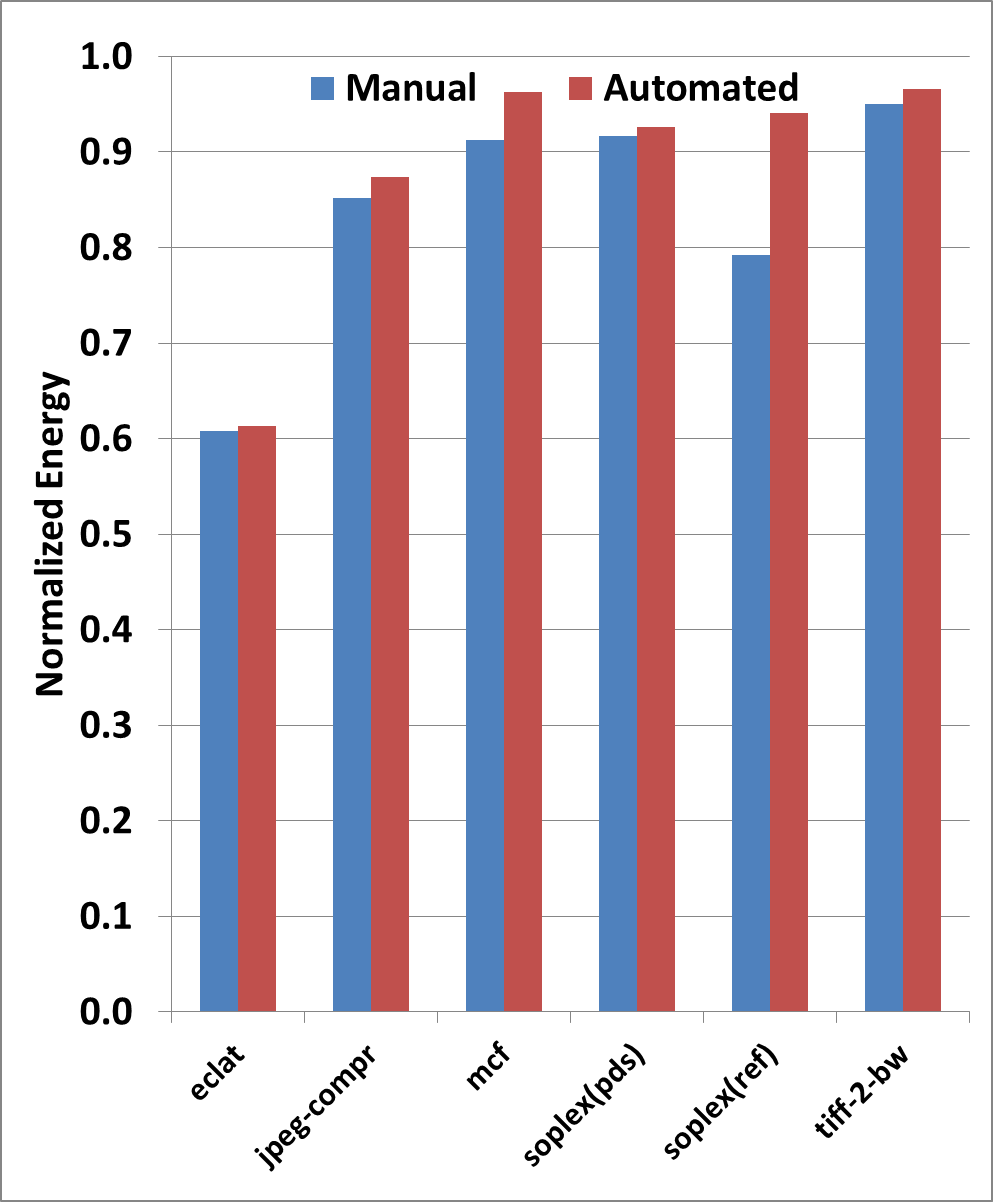 Manual Automated
Normalized Energy
1.0
0.9
0.8
0.7
0.6
0.5
0.4
0.3
0.2
0.1
0.0
eclat
jpeg-compr
mcf
soplex(pds)
soplex(ref)
tiff-2-bw